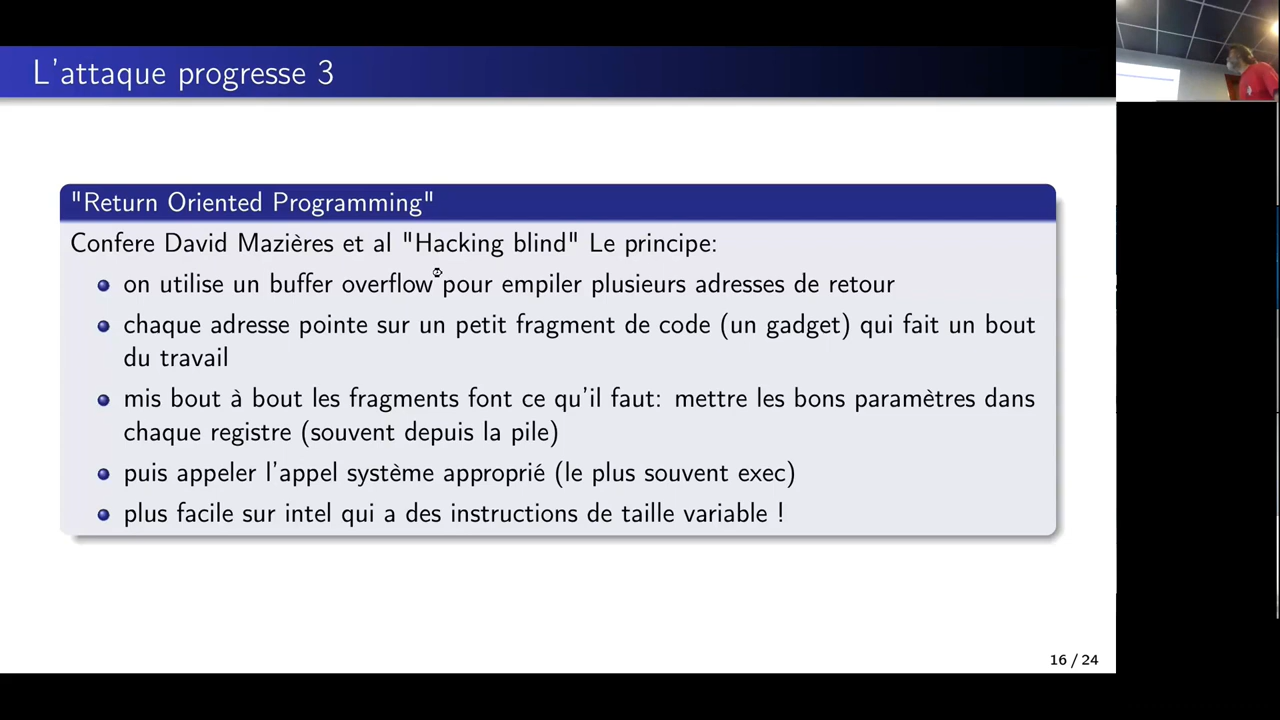 L'attaque progresse 3
"Return Oriented Programming"
Confere David Mazières et al "Hacking blind" Le principe:
on utilise un buffer overflow pour empiler plusieurs adresses de retour
chaque adresse pointe sur un petit fragment de code (un gadget) qui fait un bout
du travail
mis bout à bout les fragments font ce qu'il faut: mettre les bons paramètres dans
chaque registre (souvent depuis la pile)
puis appeler l'appel système approprié (le plus souvent exec)
plus facile sur intel qui a des instructions de taille variable !
16 / 24